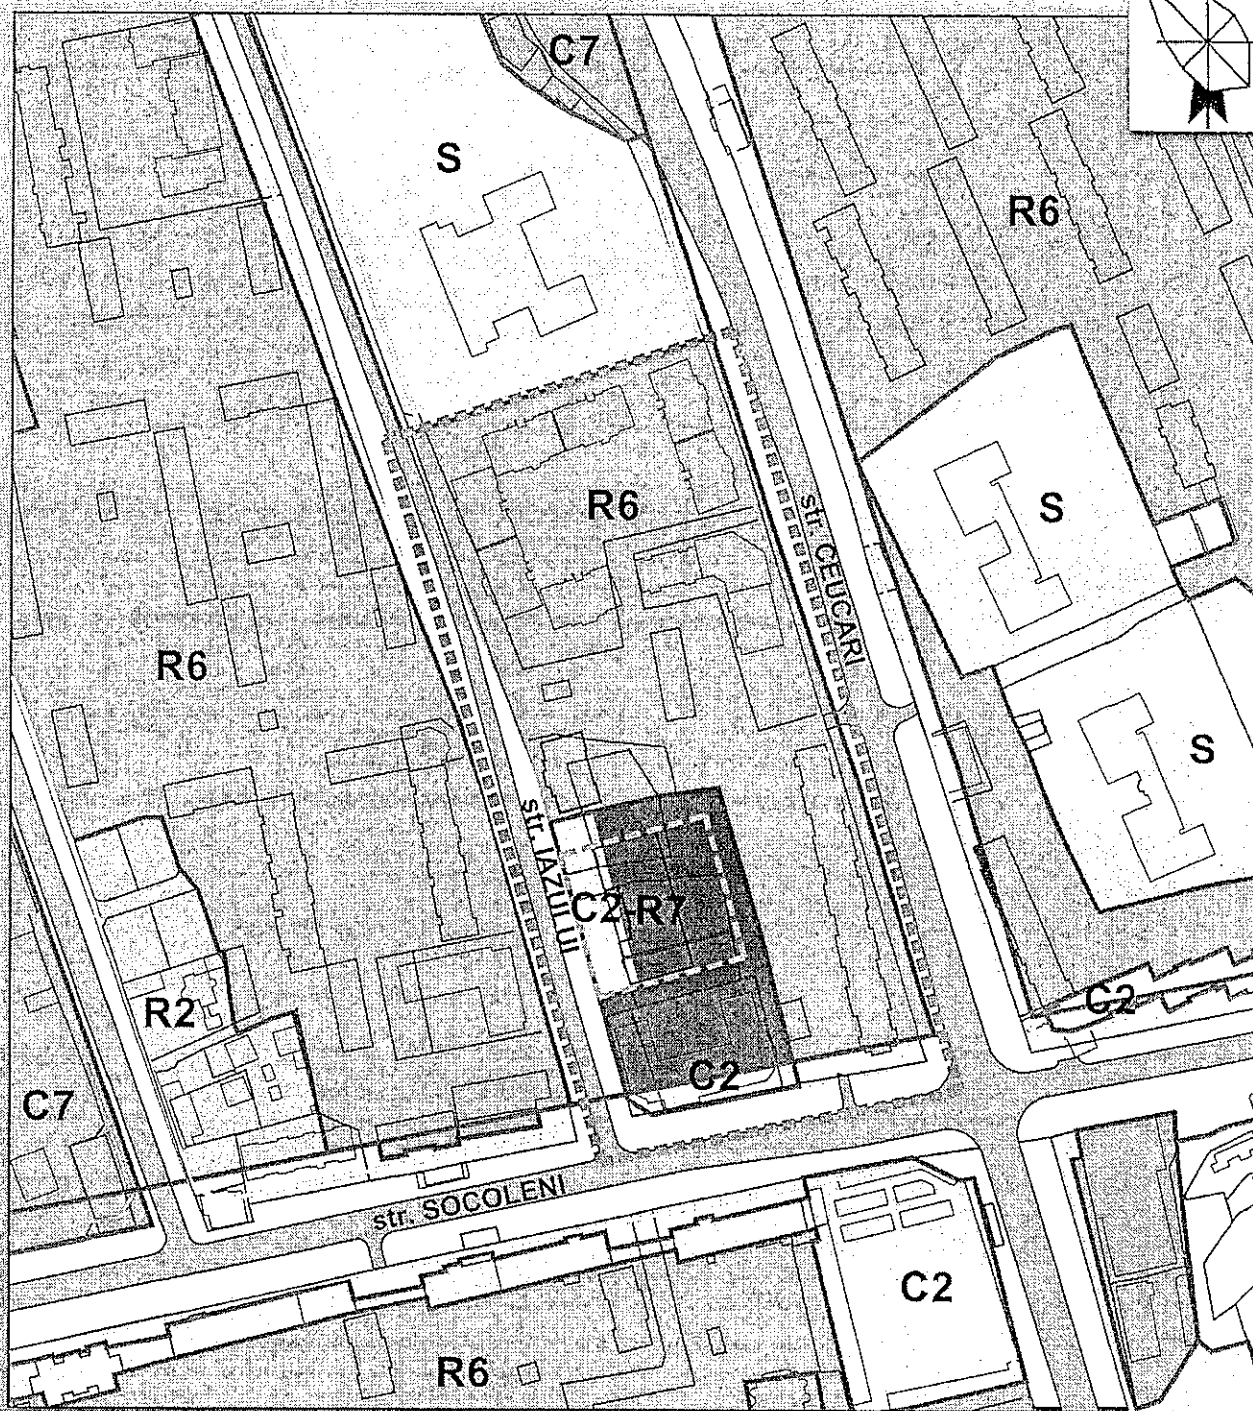 C7
S
R6
R6
S
str. CEUCARI
R6
S
str. IAZULUI
C2-R7
R2
C2
C2
C7
str. SOCOLENI
C2
R6